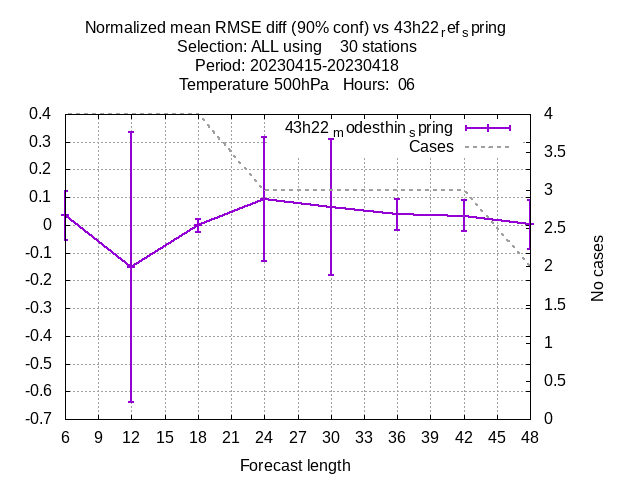 Normalized mean RMSE diff (90% conf) vs 43h22refspring
Selection: ALL using    30 stations
Period: 20230415-20230418
Temperature 500hPa   Hours:  06
43h22modesthinspring
Cases
0.4
0.3
0.2
0.1
0
-0.1
-0.2
-0.3
-0.4
-0.5
-0.6
-0.7
4
3.5
3
2.5
2
1.5
1
0.5
0
No cases
6 9 12 15 18 21 24 27 30 33 36 39 42 45 48
Forecast length